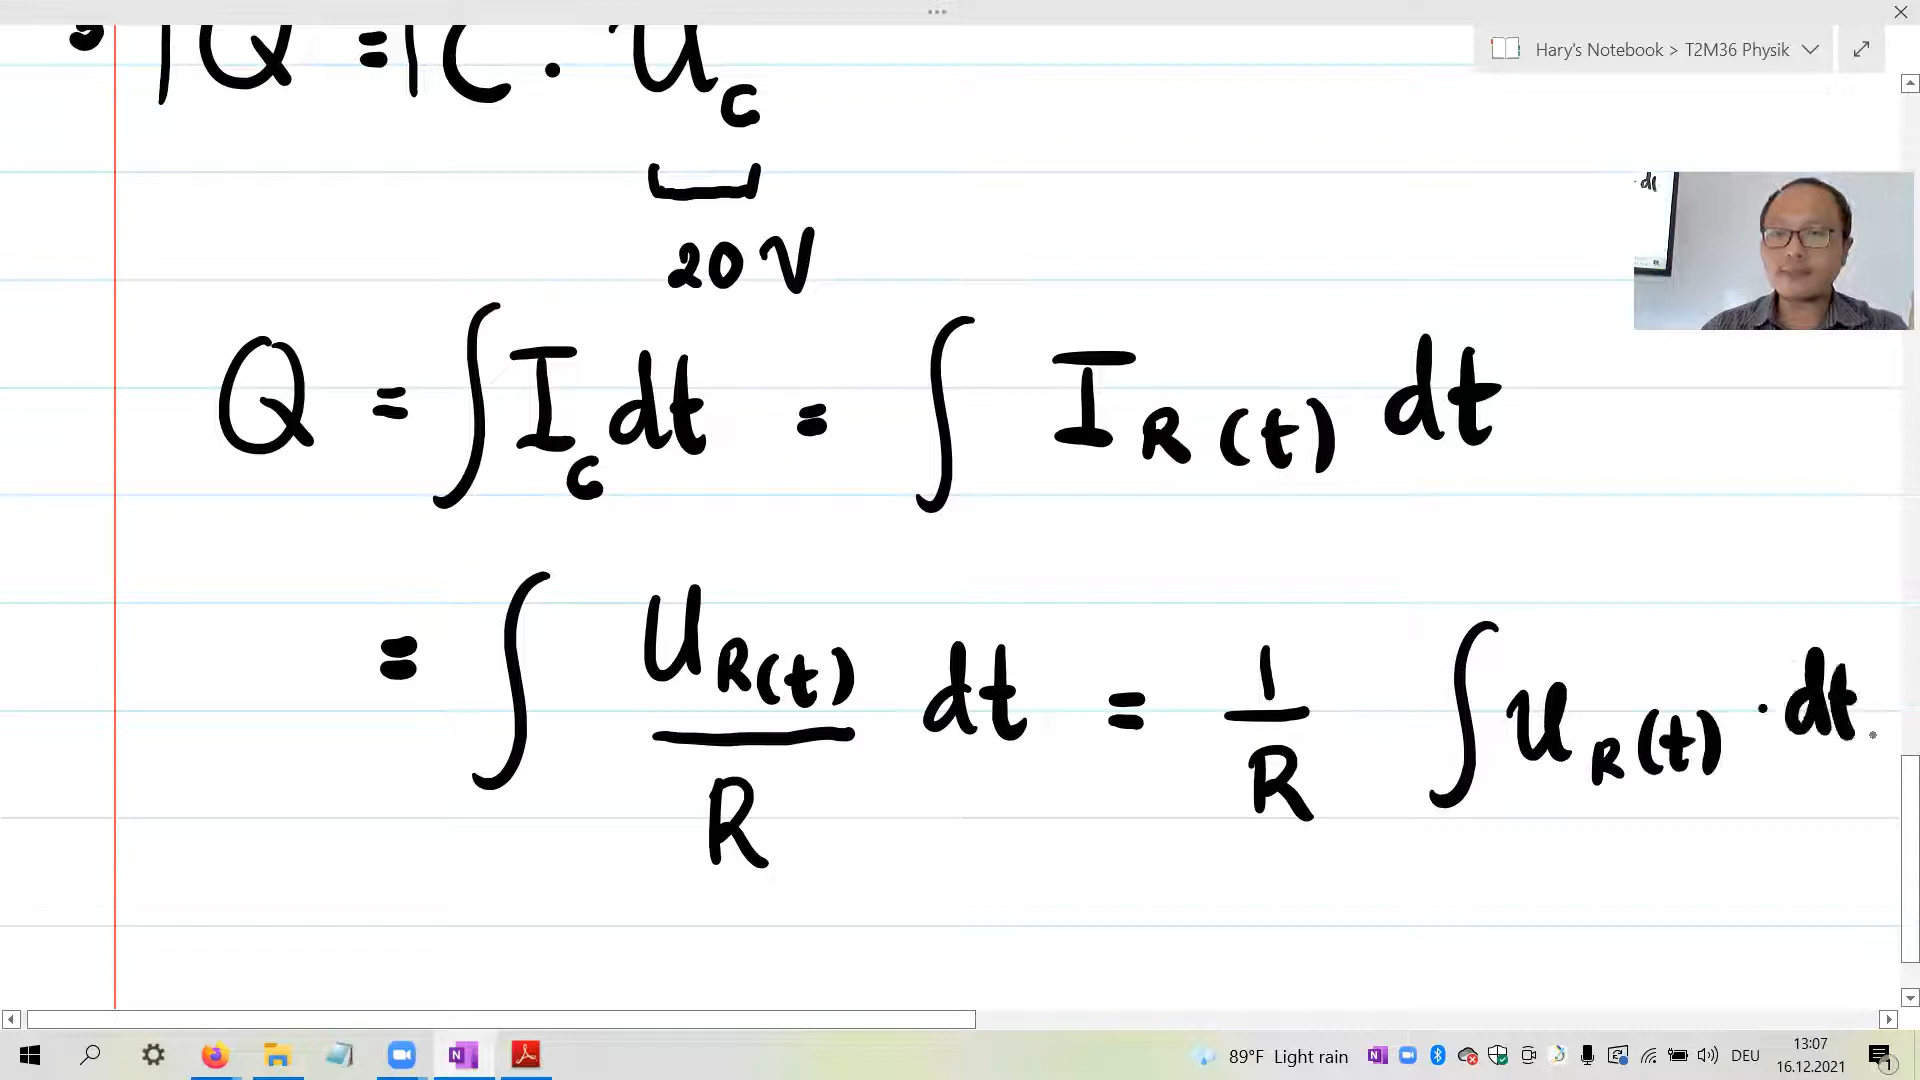 |Q = |C · U_C
20 V
Hary's Notebook > T2M36 Physik
Q = ∫ I_C dt = ∫ I_R(t) dt
= ∫ U_R(t)/R dt = 1/R ∫ U_R(t) · dt
89°F Light rain
DEU
13:07
16.12.2021
1